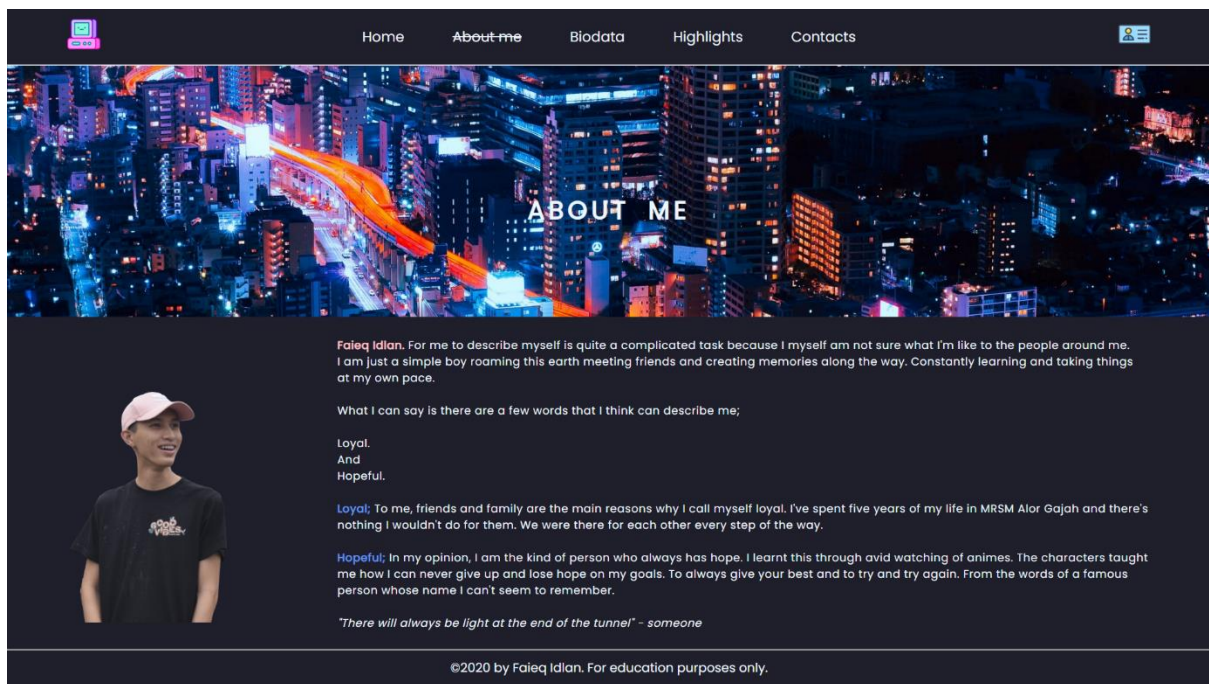 Home About me Biodata Highlights Contacts
ABOUT ME
Faieq Idlan. For me to describe myself is quite a complicated task because I myself am not sure what I'm like to the people around me.
I am just a simple boy roaming this earth meeting friends and creating memories along the way. Constantly learning and taking things
at my own pace.
What I can say is there are a few words that I think can describe me;
Loyal.
And
Hopeful.
Loyal; To me, friends and family are the main reasons why I call myself loyal. I've spent five years of my life in MRSM Alor Gajah and there's
nothing I wouldn't do for them. We were there for each other every step of the way.
Hopeful; In my opinion, I am the kind of person who always has hope. I learnt this through avid watching of animes. The characters taught
me how I can never give up and lose hope on my goals. To always give your best and to try and try again. From the words of a famous
person whose name I can't seem to remember.
"There will always be light at the end of the tunnel" - someone
GOOD
VIBES
©2020 by Faieq Idlan. For education purposes only.